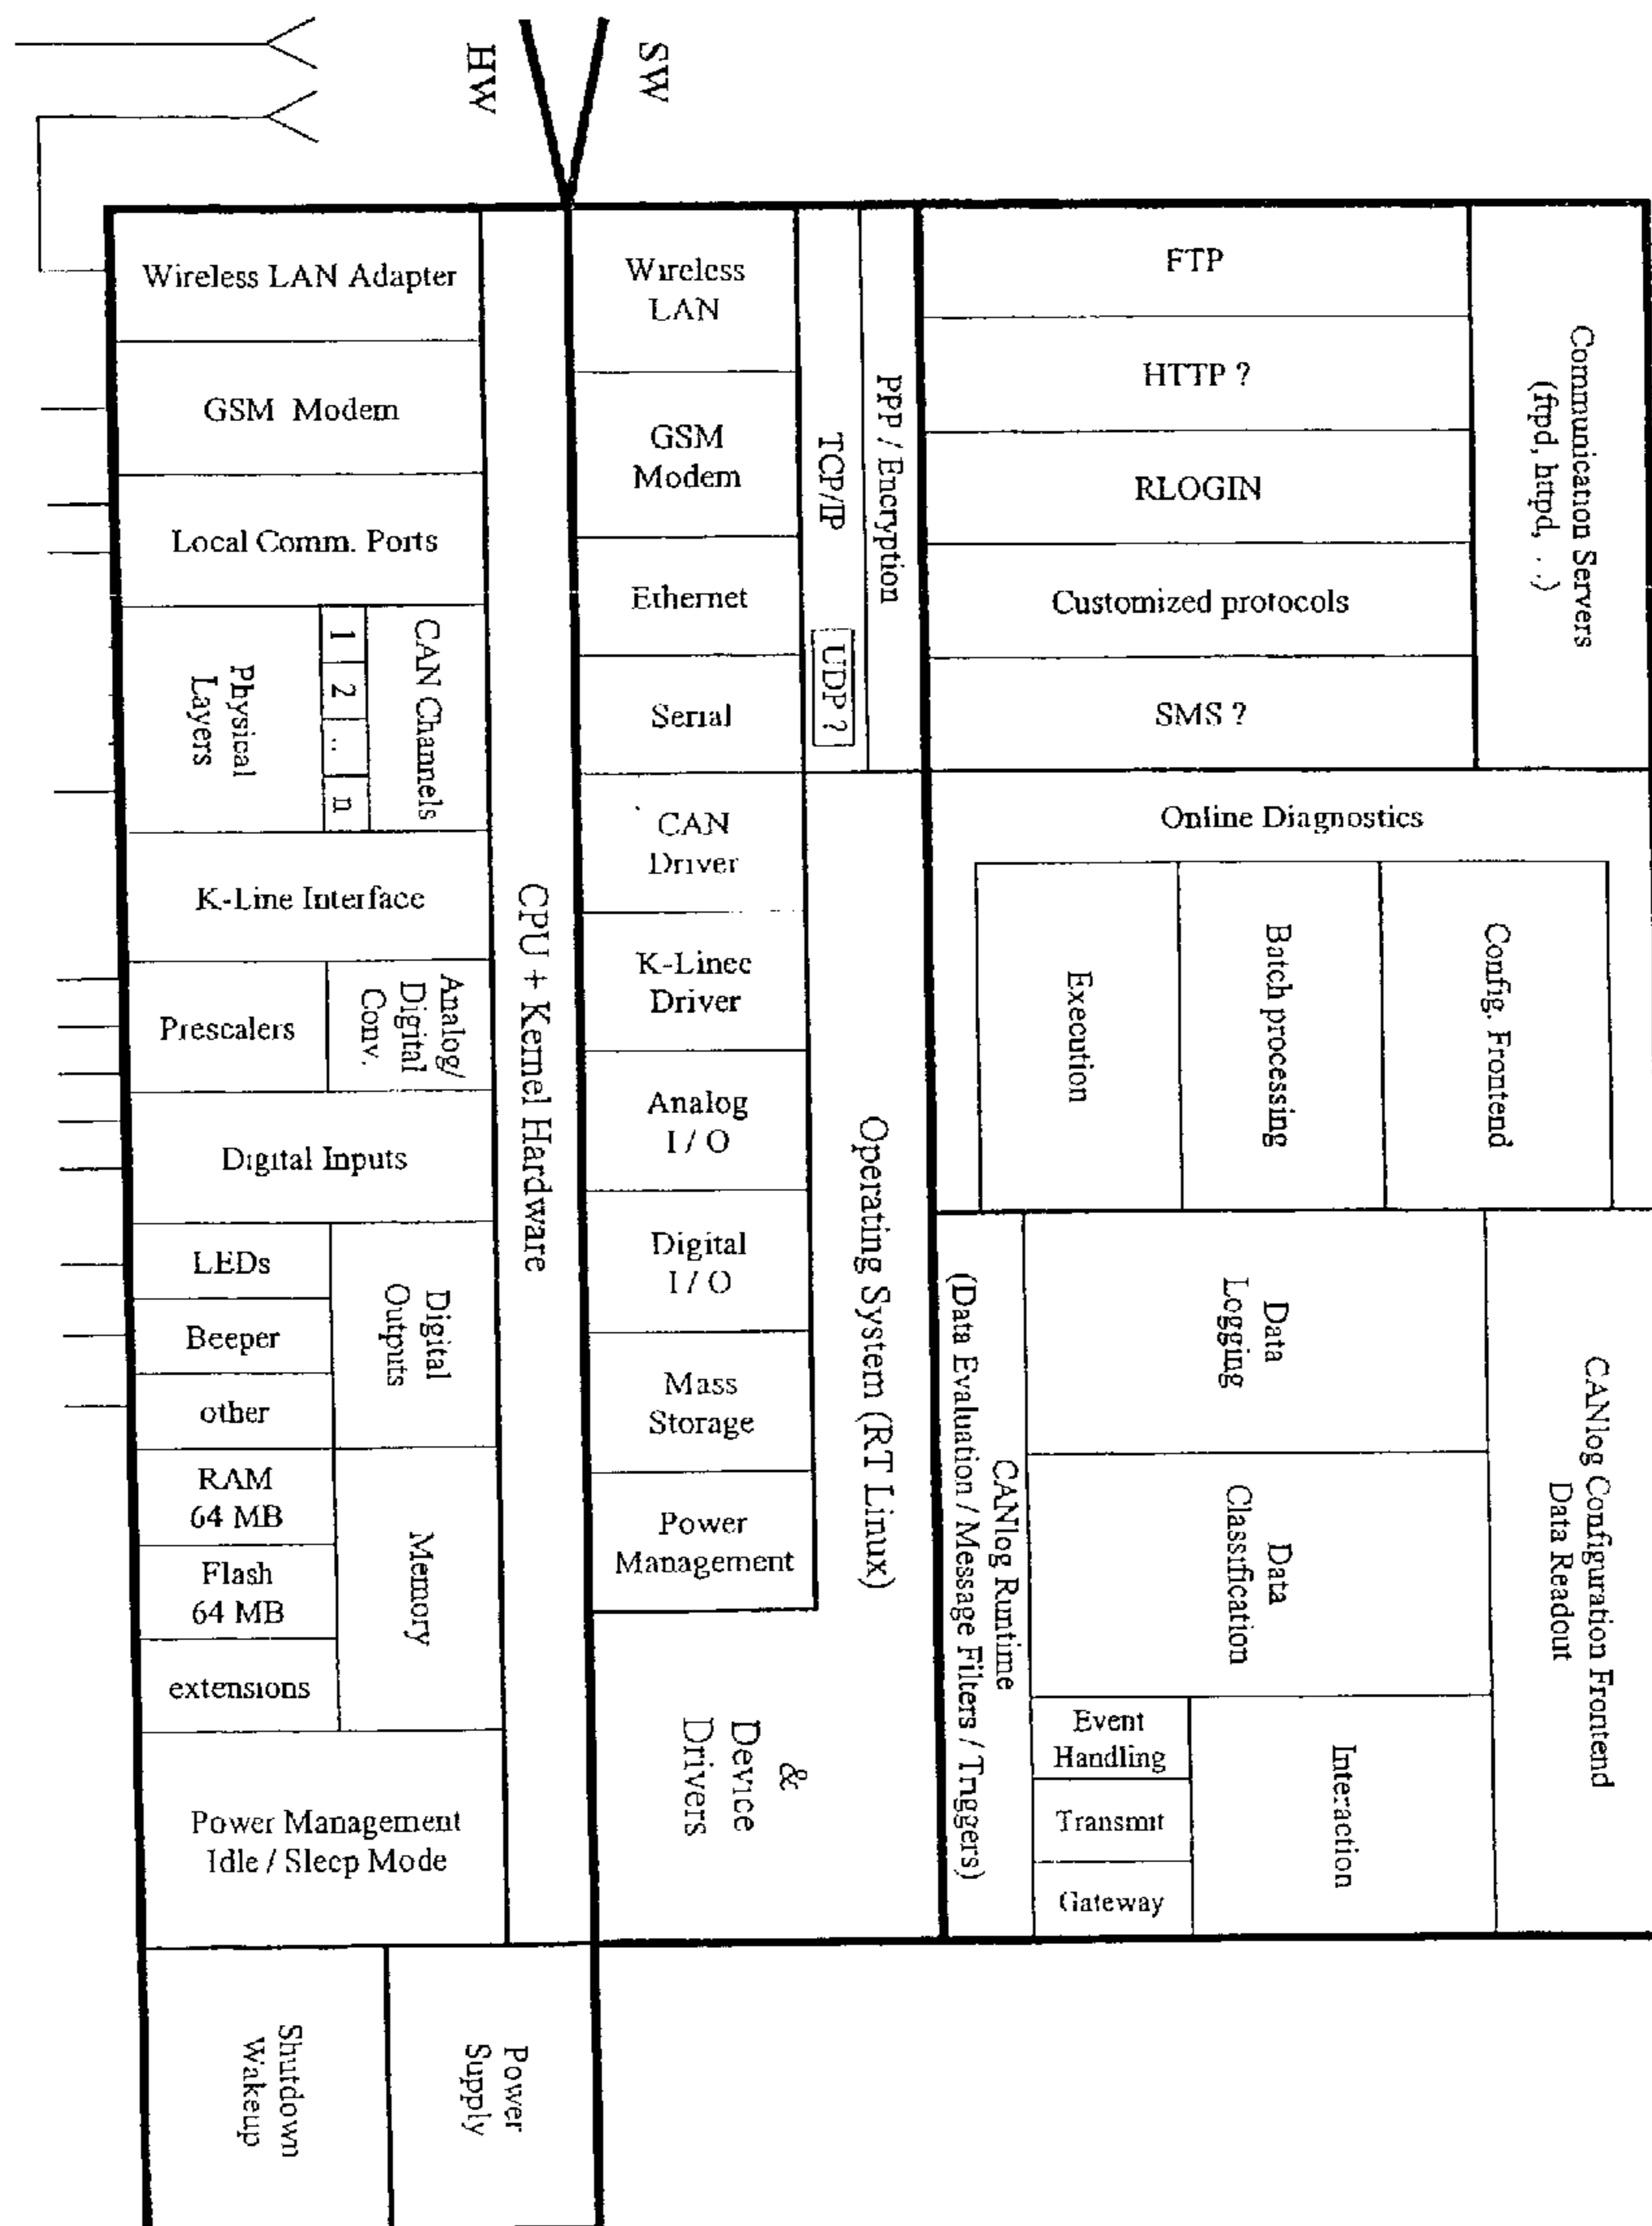 SW
HW
Communication Servers
(ftpd, httpd, . . .)
FTP
HTTP ?
RLOGIN
Customized protocols
SMS ?
PPP / Encryption
TCP/IP
UDP ?
Wireless
LAN
GSM
Modem
Ethernet
Serial
Wireless LAN Adapter
GSM Modem
Local Comm. Ports
CAN Channels
1
2
..
n
Physical
Layers
Online Diagnostics
Config. Frontend
Batch processing
Execution
CAN
Driver
K-Linee
Driver
Analog
I / O
Digital
I / O
Mass
Storage
Power
Management
Operating System (RT Linux)
&
Device
Drivers
CPU + Kernel Hardware
K-Line Interface
Analog/
Digital
Conv.
Prescalers
Digital Inputs
Digital
Outputs
LEDs
Beeper
other
Memory
RAM
64 MB
Flash
64 MB
extensions
Power Management
Idle / Sleep Mode
CANlog Configuration Frontend
Data Readout
Data
Logging
Data
Classification
Interaction
Event
Handling
Transmit
Gateway
CANlog Runtime
(Data Evaluation / Message Filters / Triggers)
Power
Supply
Shutdown
Wakeup